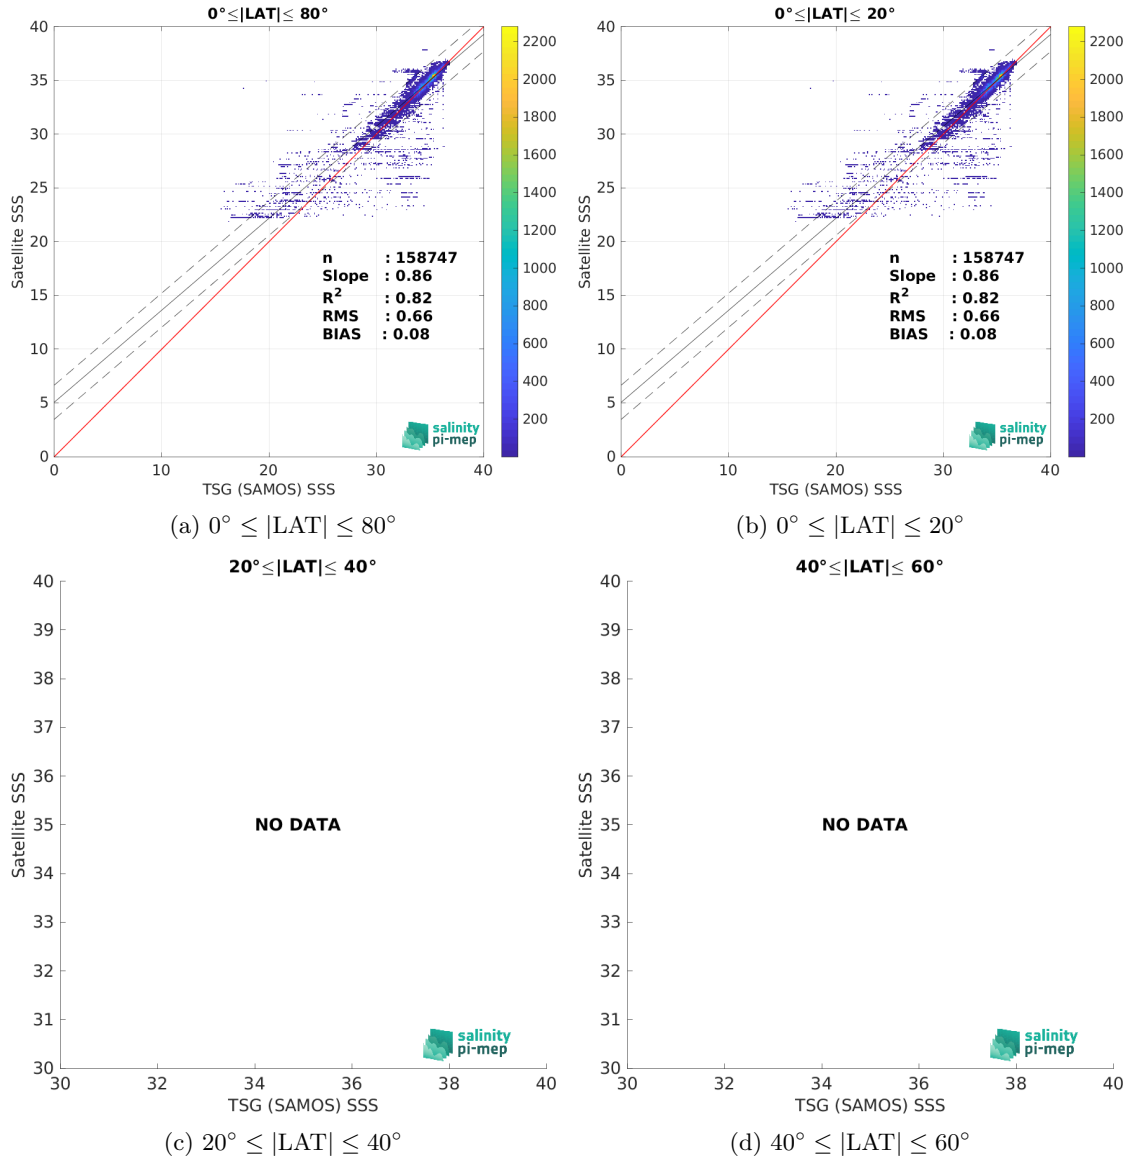 0°≤|LAT|≤ 80°
40
35
30
25
20
15
10
5
0
Satellite SSS
n : 158747
Slope : 0.86
R² : 0.82
RMS : 0.66
BIAS : 0.08
salinity
pi-mep
0 10 20 30 40
TSG (SAMOS) SSS
2200
2000
1800
1600
1400
1200
1000
800
600
400
200
(a) 0° ≤ |LAT| ≤ 80°
0°≤|LAT|≤ 20°
40
35
30
25
20
15
10
5
0
Satellite SSS
n : 158747
Slope : 0.86
R² : 0.82
RMS : 0.66
BIAS : 0.08
salinity
pi-mep
0 10 20 30 40
TSG (SAMOS) SSS
2200
2000
1800
1600
1400
1200
1000
800
600
400
200
(b) 0° ≤ |LAT| ≤ 20°
20°≤|LAT|≤ 40°
40
39
38
37
36
35
34
33
32
31
30
Satellite SSS
NO DATA
salinity
pi-mep
30 32 34 36 38 40
TSG (SAMOS) SSS
(c) 20° ≤ |LAT| ≤ 40°
40°≤|LAT|≤ 60°
40
39
38
37
36
35
34
33
32
31
30
Satellite SSS
NO DATA
salinity
pi-mep
30 32 34 36 38 40
TSG (SAMOS) SSS
(d) 40° ≤ |LAT| ≤ 60°